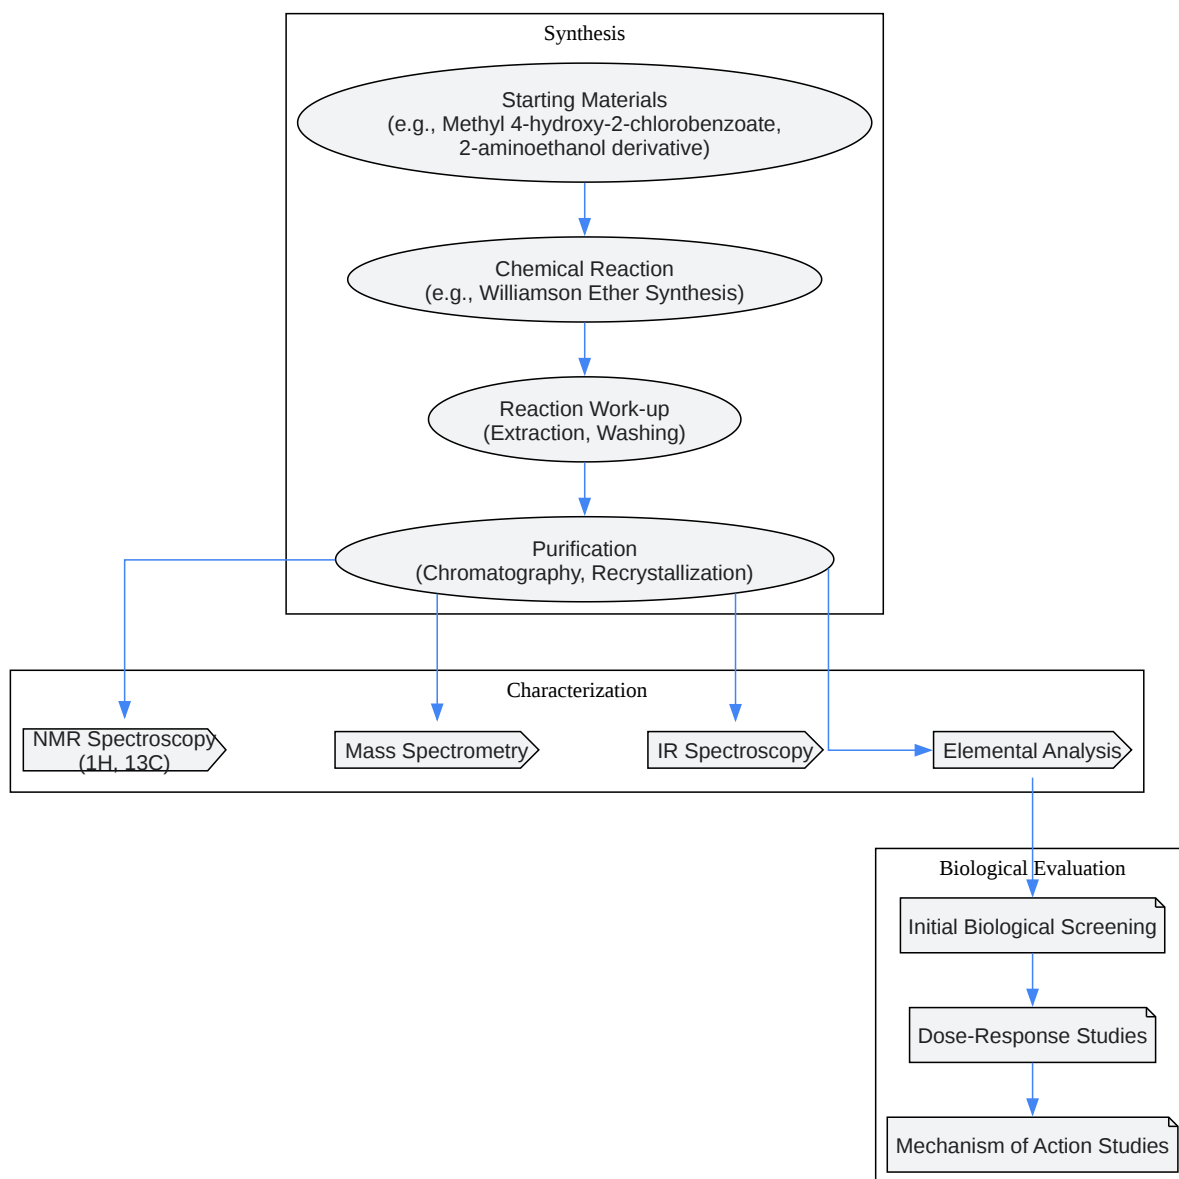 Synthesis
Starting Materials
(e.g., Methyl 4-hydroxy-2-chlorobenzoate,
2-aminoethanol derivative)
Chemical Reaction
(e.g., Williamson Ether Synthesis)
Reaction Work-up
(Extraction, Washing)
Purification
(Chromatography, Recrystallization)
Characterization
NMR Spectroscopy
(1H, 13C)
Mass Spectrometry
IR Spectroscopy
Elemental Analysis
Biological Evaluation
Initial Biological Screening
Dose-Response Studies
Mechanism of Action Studies